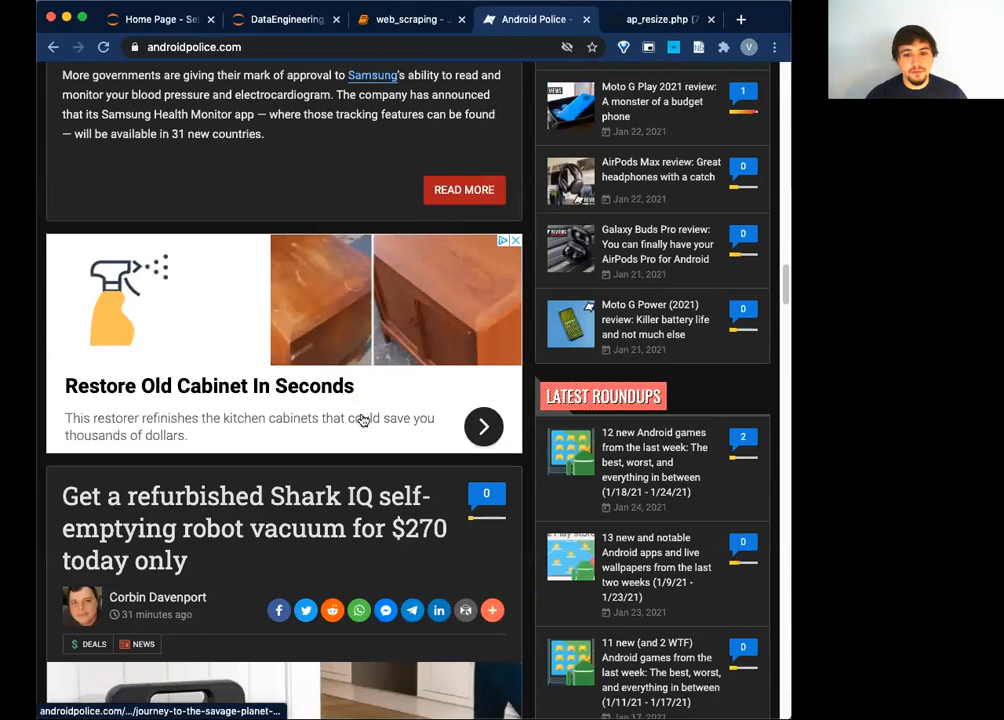 Home Page - Se
DataEngineering,
web_scraping -
Android Police -
ap_resize.php (7
androidpolice.com
V
More governments are giving their mark of approval to Samsung's ability to read and
monitor your blood pressure and electrocardiogram. The company has announced
that its Samsung Health Monitor app — where those tracking features can be found
— will be available in 31 new countries.
READ MORE
Restore Old Cabinet In Seconds
This restorer refinishes the kitchen cabinets that could save you
thousands of dollars.
Get a refurbished Shark IQ self-
emptying robot vacuum for $270
today only
0
Corbin Davenport
31 minutes ago
$ DEALS
NEWS
androidpolice.com/.../journey-to-the-savage-planet-...
Moto G Play 2021 review:
A monster of a budget
phone
Jan 22, 2021
1
AirPods Max review: Great
headphones with a catch
Jan 22, 2021
0
Galaxy Buds Pro review:
You can finally have your
AirPods Pro for Android
Jan 21, 2021
0
Moto G Power (2021)
review: Killer battery life
and not much else
Jan 21, 2021
0
LATEST ROUNDUPS
12 new Android games
from the last week: The
best, worst, and
everything in between
(1/18/21 - 1/24/21)
Jan 24, 2021
2
13 new and notable
Android apps and live
wallpapers from the last
two weeks (1/9/21 -
1/23/21)
Jan 23, 2021
0
11 new (and 2 WTF)
Android games from the
last week: The best, worst,
and everything in between
(1/11/21 - 1/17/21)
Jan 17, 2021
0